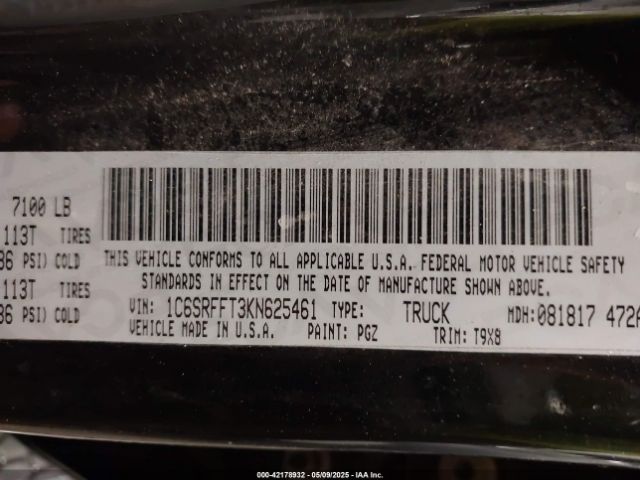 7100 LB
113T TIRES
36 PSI) COLD
113T TIRES
36 PSI) COLD
THIS VEHICLE CONFORMS TO ALL APPLICABLE U.S.A. FEDERAL MOTOR VEHICLE SAFETY
STANDARDS IN EFFECT ON THE DATE OF MANUFACTURE SHOWN ABOVE.
VIN: 1C6SRFFT3KN625461 TYPE: TRUCK MDH: 081817 472A
VEHICLE MADE IN U.S.A. PAINT: PGZ TRIM: T9X8
000-42178932 - 05/09/2025 - IAA Inc.